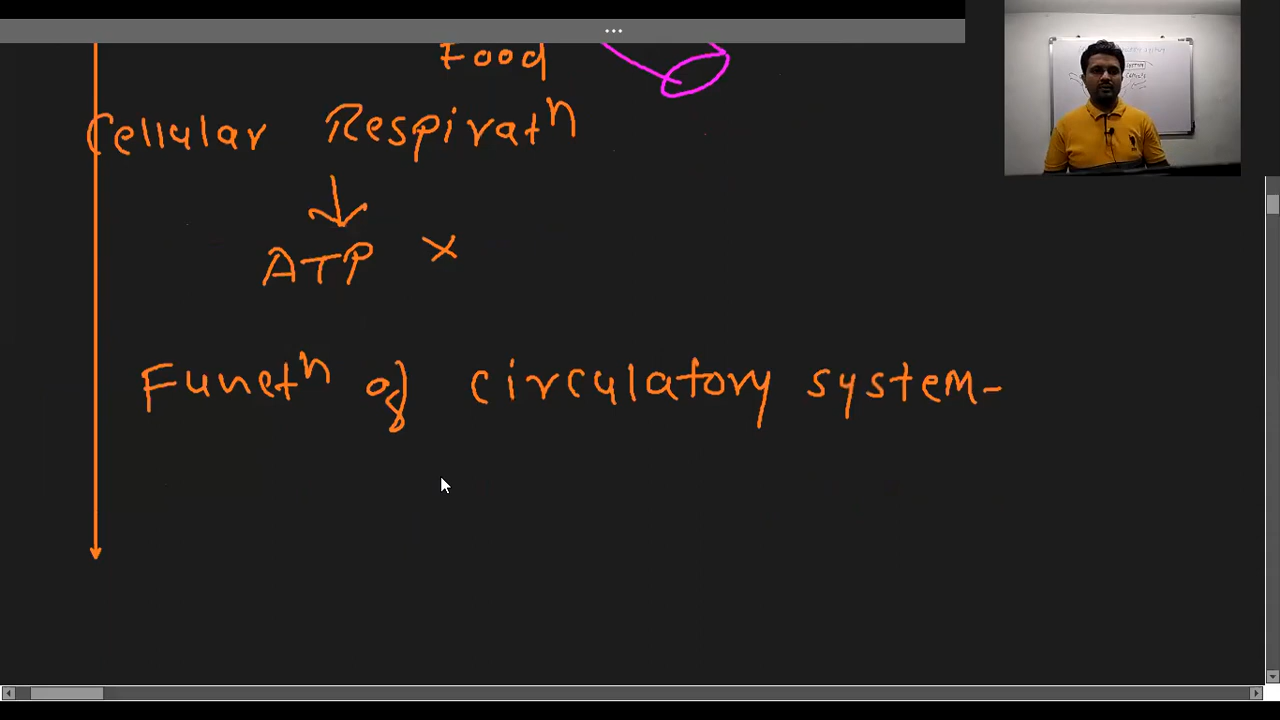 ...
Food
Cellular Respiratⁿ
ATP ×
Functⁿ of circulatory system-